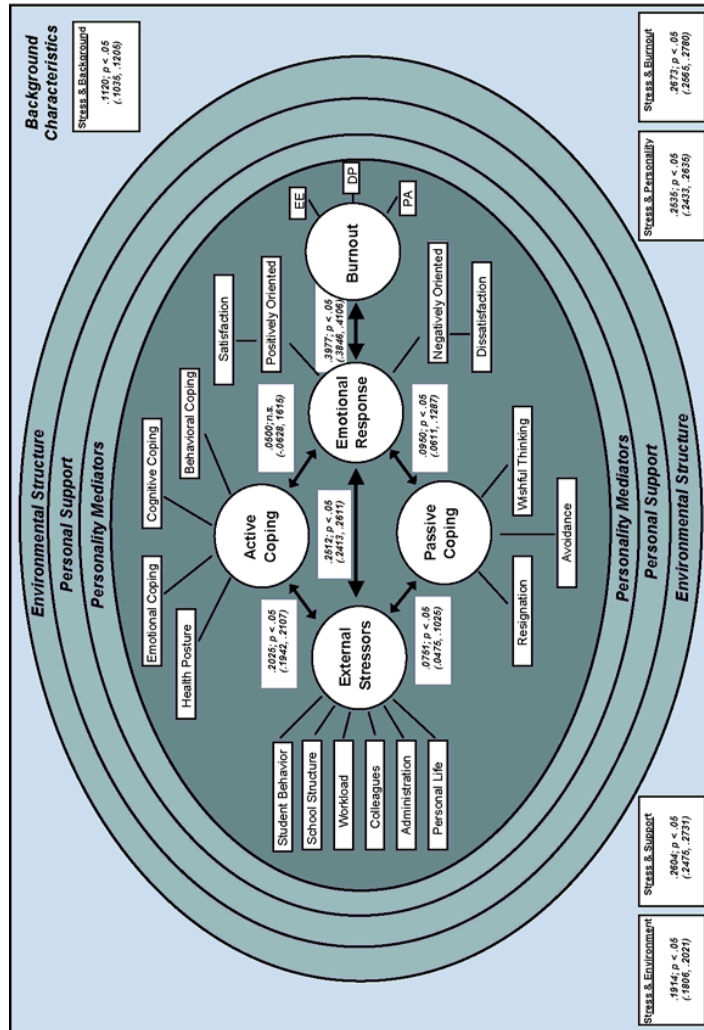 Background
Characteristics
Stress & Background
.1120; p < .05
(.1035, .1205)
Environmental Structure
Personal Support
Personality Mediators
Emotional Coping
Cognitive Coping
Behavioral Coping
Health Posture
Satisfaction
Positively Oriented
Active
Coping
.2025; p < .05
(.1942, .2107)
.0500; n.s.
(-.0628, .1615)
.3977; p < .05
(.3846, .4106)
Student Behavior
School Structure
Workload
Colleagues
Administration
Personal Life
External
Stressors
.2512; p < .05
(.2413, .2611)
Emotional
Response
Burnout
EE
DP
PA
.0751; p < .05
(.0475, .1025)
.0950; p < .05
(.0611, .1287)
Passive
Coping
Negatively Oriented
Dissatisfaction
Resignation
Avoidance
Wishful Thinking
Personality Mediators
Personal Support
Environmental Structure
Stress & Environment
.1914; p < .05
(.1806, .2021)
Stress & Support
.2604; p < .05
(.2475, .2731)
Stress & Personality
.2535; p < .05
(.2433, .2635)
Stress & Burnout
.2673; p < .05
(.2565, .2780)